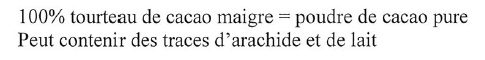 100% tourteau de cacao maigre = poudre de cacao pure
Peut contenir des traces d'arachide et de lait